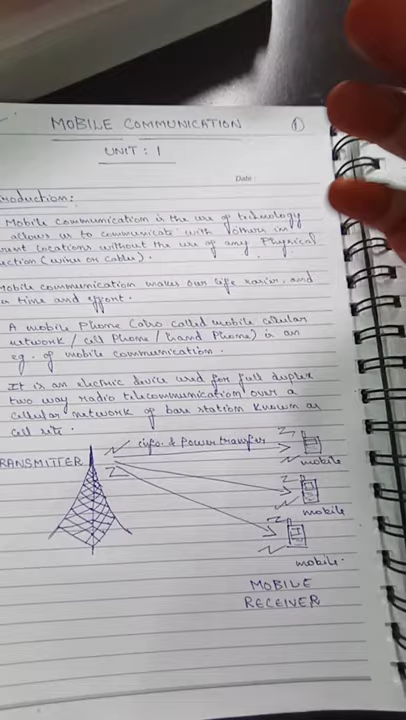 MOBILE COMMUNICATION
1
UNIT : 1
Date :
roduction:
Mobile communication is the use of technology
allows us to communicate with others in
rent locations without the use of any Physical
ection (wires or cables).
Mobile communication makes our life easier, and
time and effort.
A mobile Phone (also called mobile cellular
network / cell Phone / hand Phone) is an
eg. of mobile communication.
It is an electric device used for full duplex
two way radio telecommunication over a
cellular network of base station known as
cell site.
info. & power transfer
RANSMITTER
mobile
mobile
mobile.
MOBILE
RECEIVER